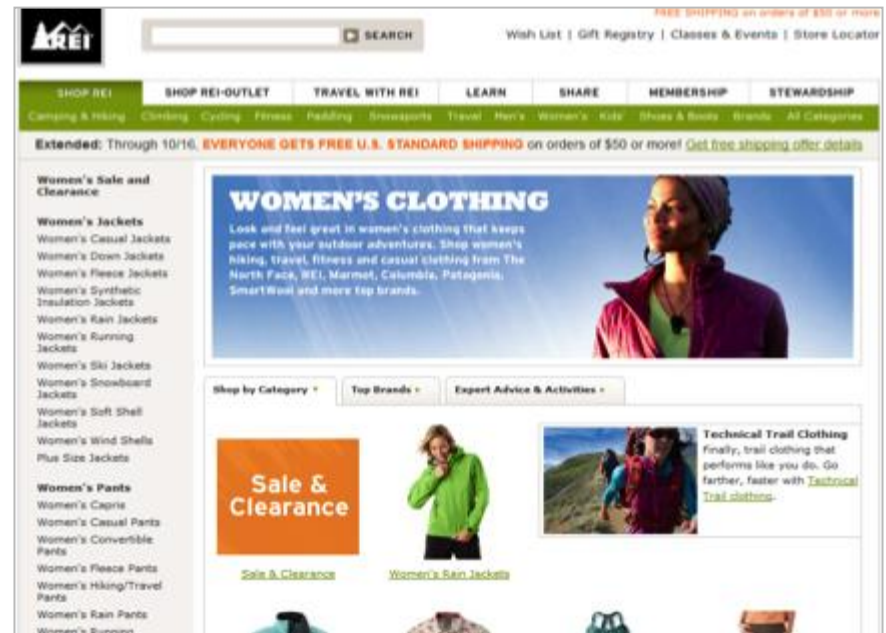 FREE SHIPPING on orders of $50 or more
REI
SEARCH
Wish List | Gift Registry | Classes & Events | Store Locator
SHOP REI
SHOP REI-OUTLET
TRAVEL WITH REI
LEARN
SHARE
MEMBERSHIP
STEWARDSHIP
Camping & Hiking Climbing Cycling Fitness Paddling Snowsports Travel Men's Women's Kids' Shoes & Boots Brands All Categories
Extended: Through 10/16, EVERYONE GETS FREE U.S. STANDARD SHIPPING on orders of $50 or more! Get free shipping offer details
Women's Sale and
Clearance
Women's Jackets
Women's Casual Jackets
Women's Down Jackets
Women's Fleece Jackets
Women's Synthetic
Insulation Jackets
Women's Rain Jackets
Women's Running
Jackets
Women's Ski Jackets
Women's Snowboard
Jackets
Women's Soft Shell
Jackets
Women's Wind Shells
Plus Size Jackets
Women's Pants
Women's Capris
Women's Casual Pants
Women's Convertible
Pants
Women's Fleece Pants
Women's Hiking/Travel
Pants
Women's Rain Pants
Women's Running
WOMEN'S CLOTHING
Look and feel great in women's clothing that keeps
pace with your outdoor adventures. Shop women's
hiking, travel, fitness and casual clothing from The
North Face, REI, Marmot, Columbia, Patagonia,
SmartWool and more top brands.
Shop by Category
Top Brands
Expert Advice & Activities
Sale &
Clearance
Sale & Clearance
Women's Rain Jackets
Technical Trail Clothing
Finally, trail clothing that
performs like you do. Go
farther, faster with Technical
Trail clothing.